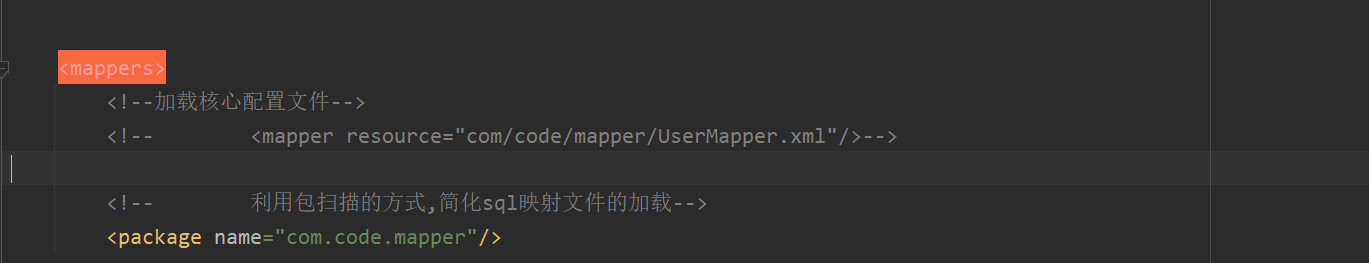 <mappers>
<!--加载核心配置文件-->
<!--        <mapper resource="com/code/mapper/UserMapper.xml"/>-->
<!--        利用包扫描的方式,简化sql映射文件的加载-->
<package name="com.code.mapper"/>